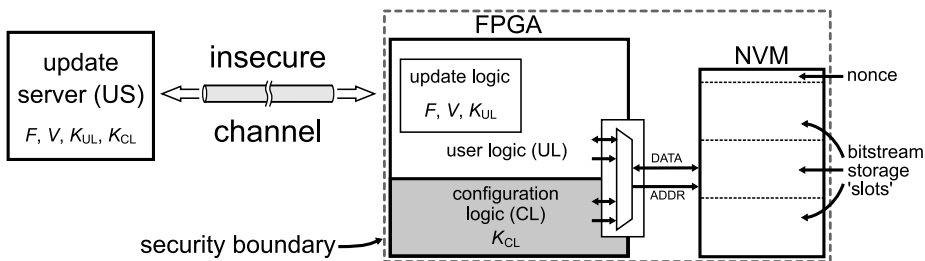 FPGA
update
server (US)
F, V, K_UL, K_CL
insecure
channel
update logic
F, V, K_UL
user logic (UL)
configuration
logic (CL)
K_CL
DATA
ADDR
NVM
nonce
bitstream
storage
'slots'
security boundary